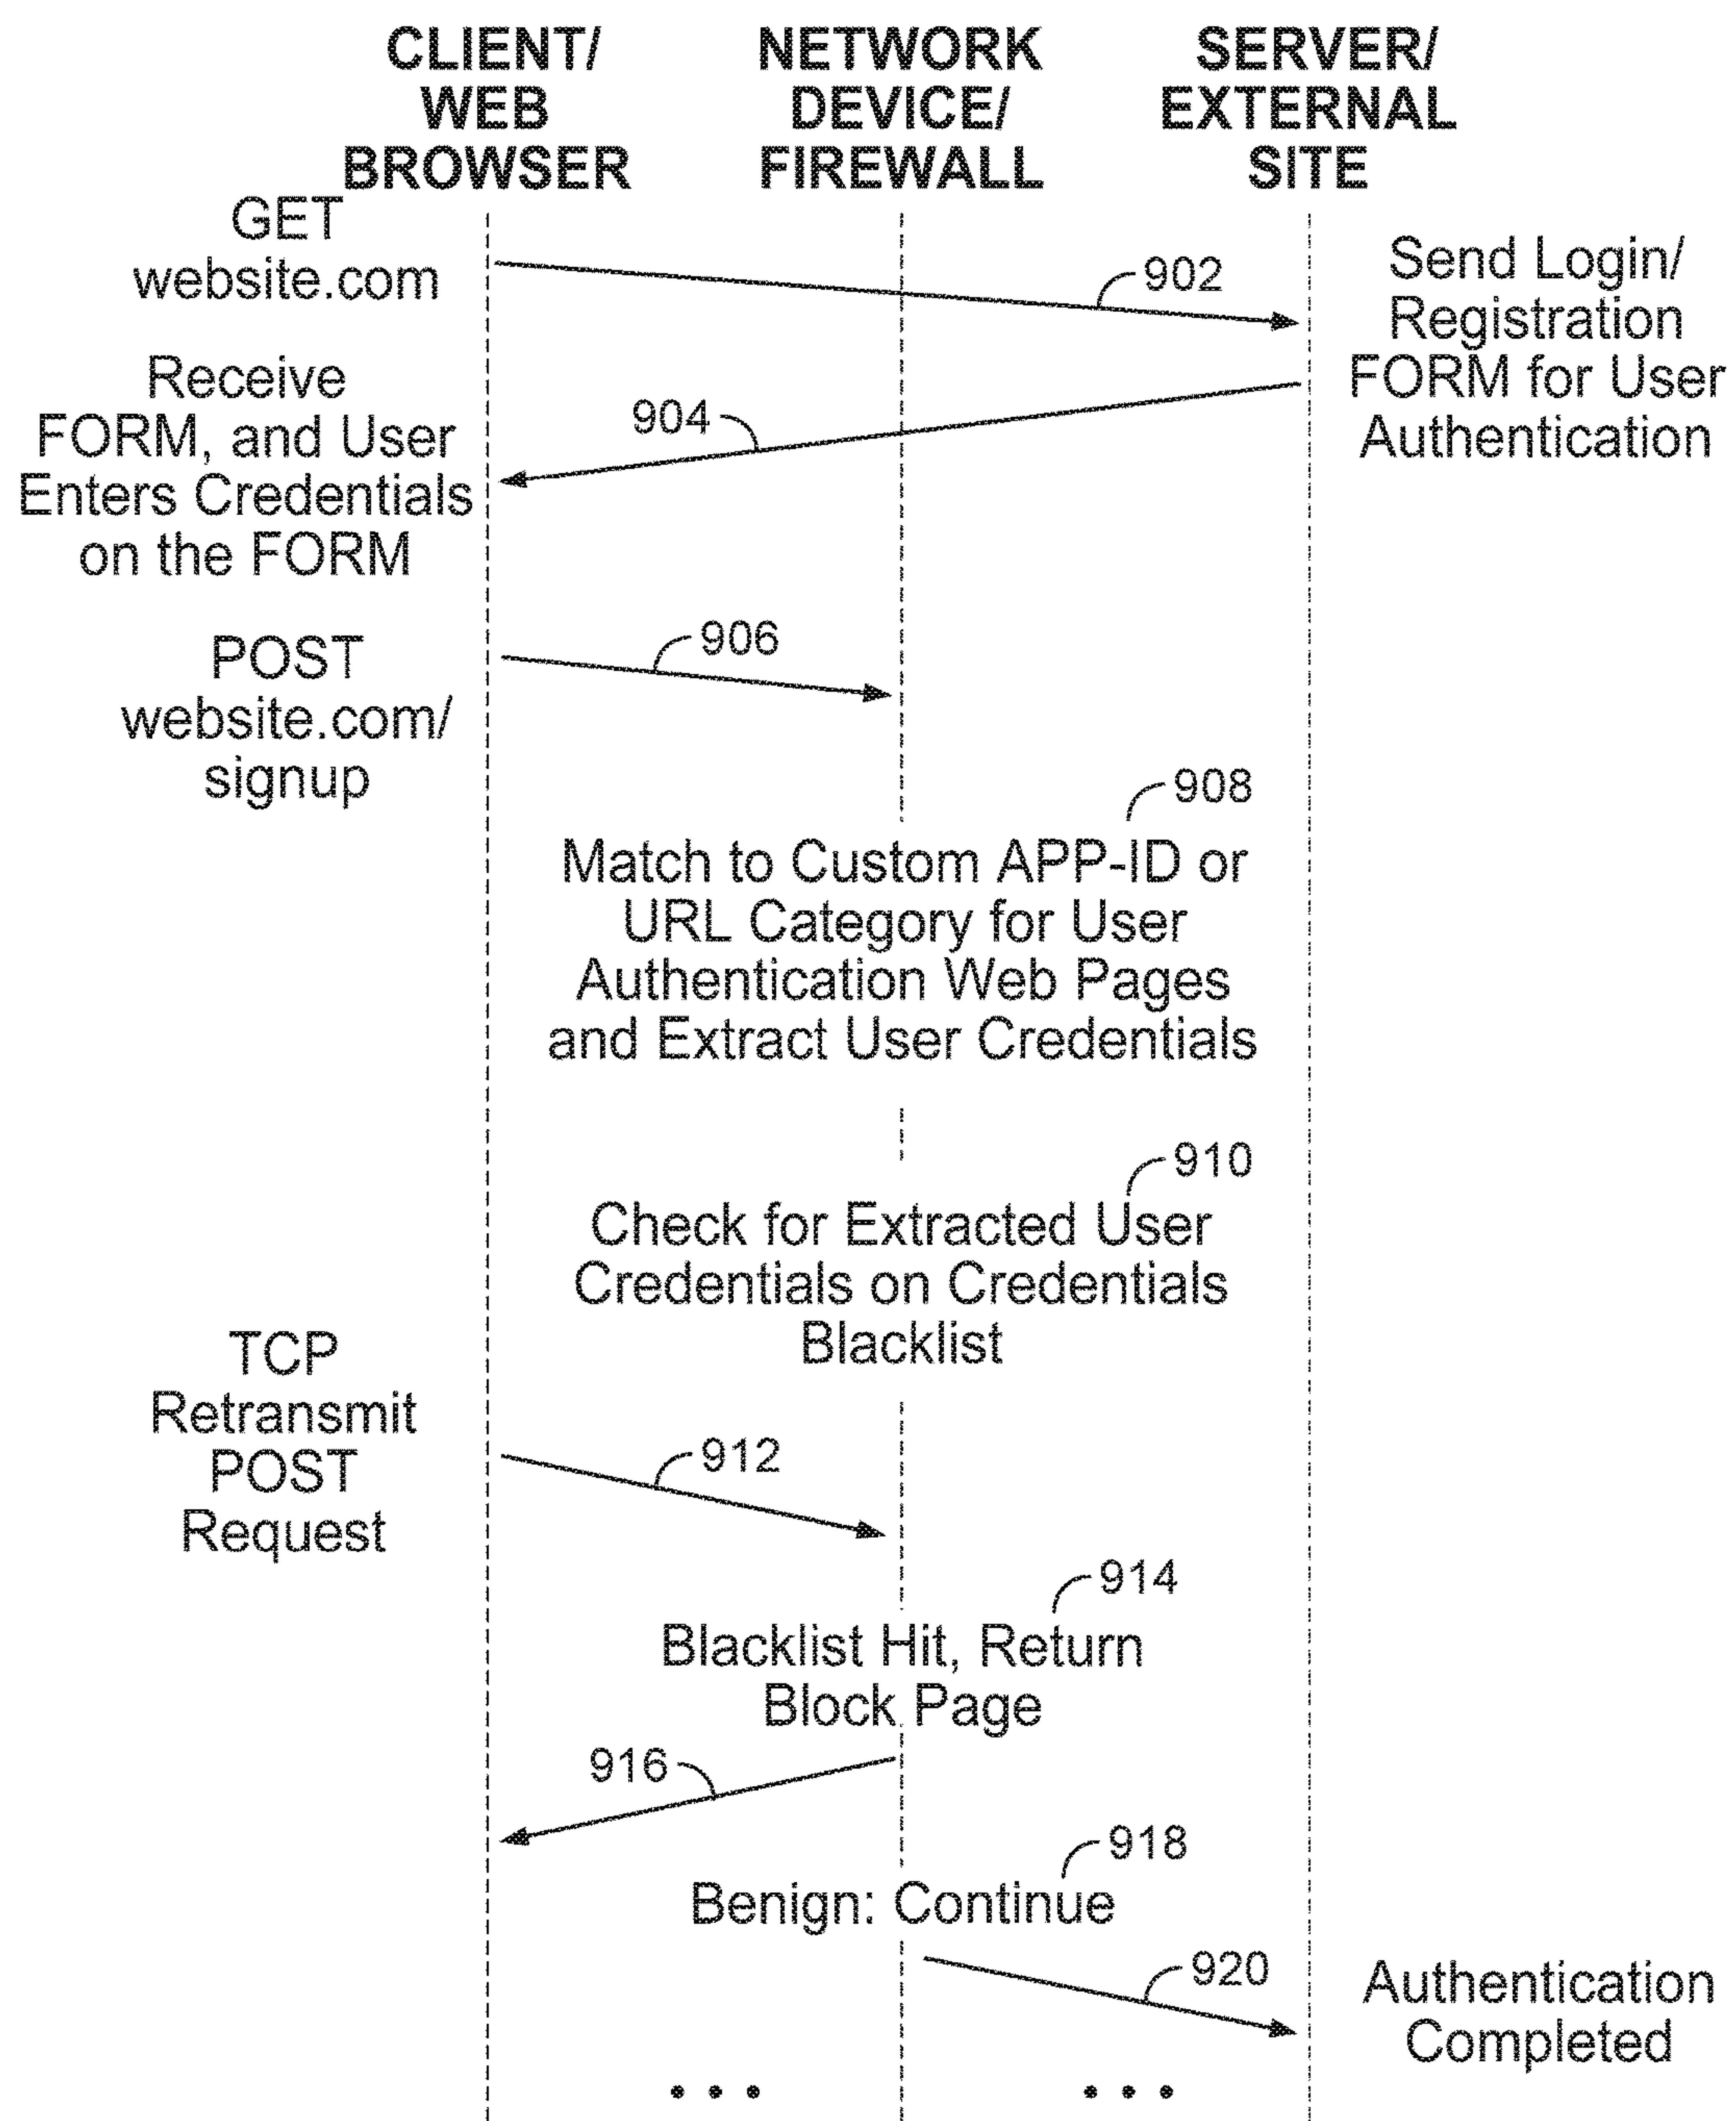 CLIENT/
WEB
BROWSER
NETWORK
DEVICE/
FIREWALL
SERVER/
EXTERNAL
SITE
GET
website.com
902
Send Login/
Registration
FORM for User
Authentication
Receive
FORM, and User
Enters Credentials
on the FORM
904
POST
website.com/
signup
906
908
Match to Custom APP-ID or
URL Category for User
Authentication Web Pages
and Extract User Credentials
910
Check for Extracted User
Credentials on Credentials
Blacklist
TCP
Retransmit
POST
Request
912
914
Blacklist Hit, Return
Block Page
916
918
Benign: Continue
920
Authentication
Completed
• • •
• • •